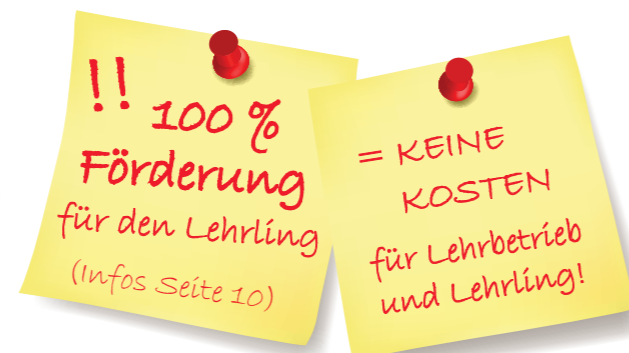 !! 100 %
Förderung
für den Lehrling
(Infos Seite 10)
= KEINE
KOSTEN
für Lehrbetrieb
und Lehrling!